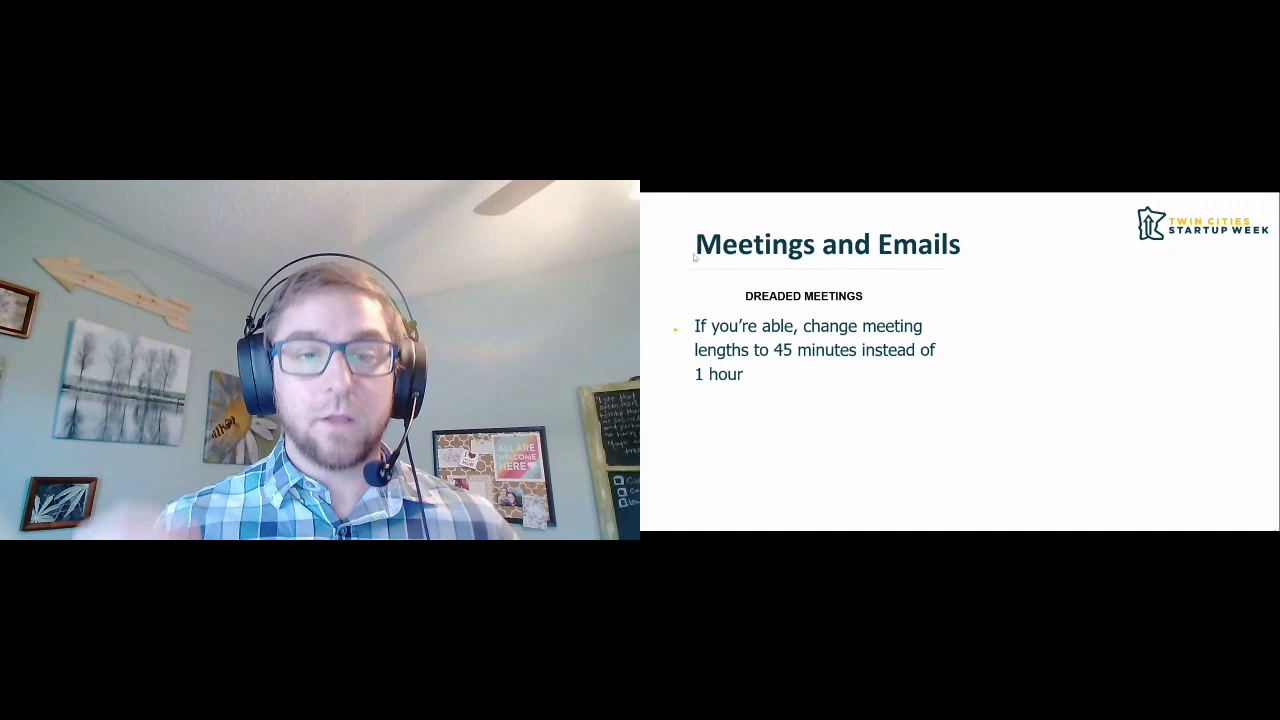 TWIN CITIES
STARTUP WEEK
Meetings and Emails
DREADED MEETINGS
If you’re able, change meeting
lengths to 45 minutes instead of
1 hour
ALL ARE
WELCOME
HERE